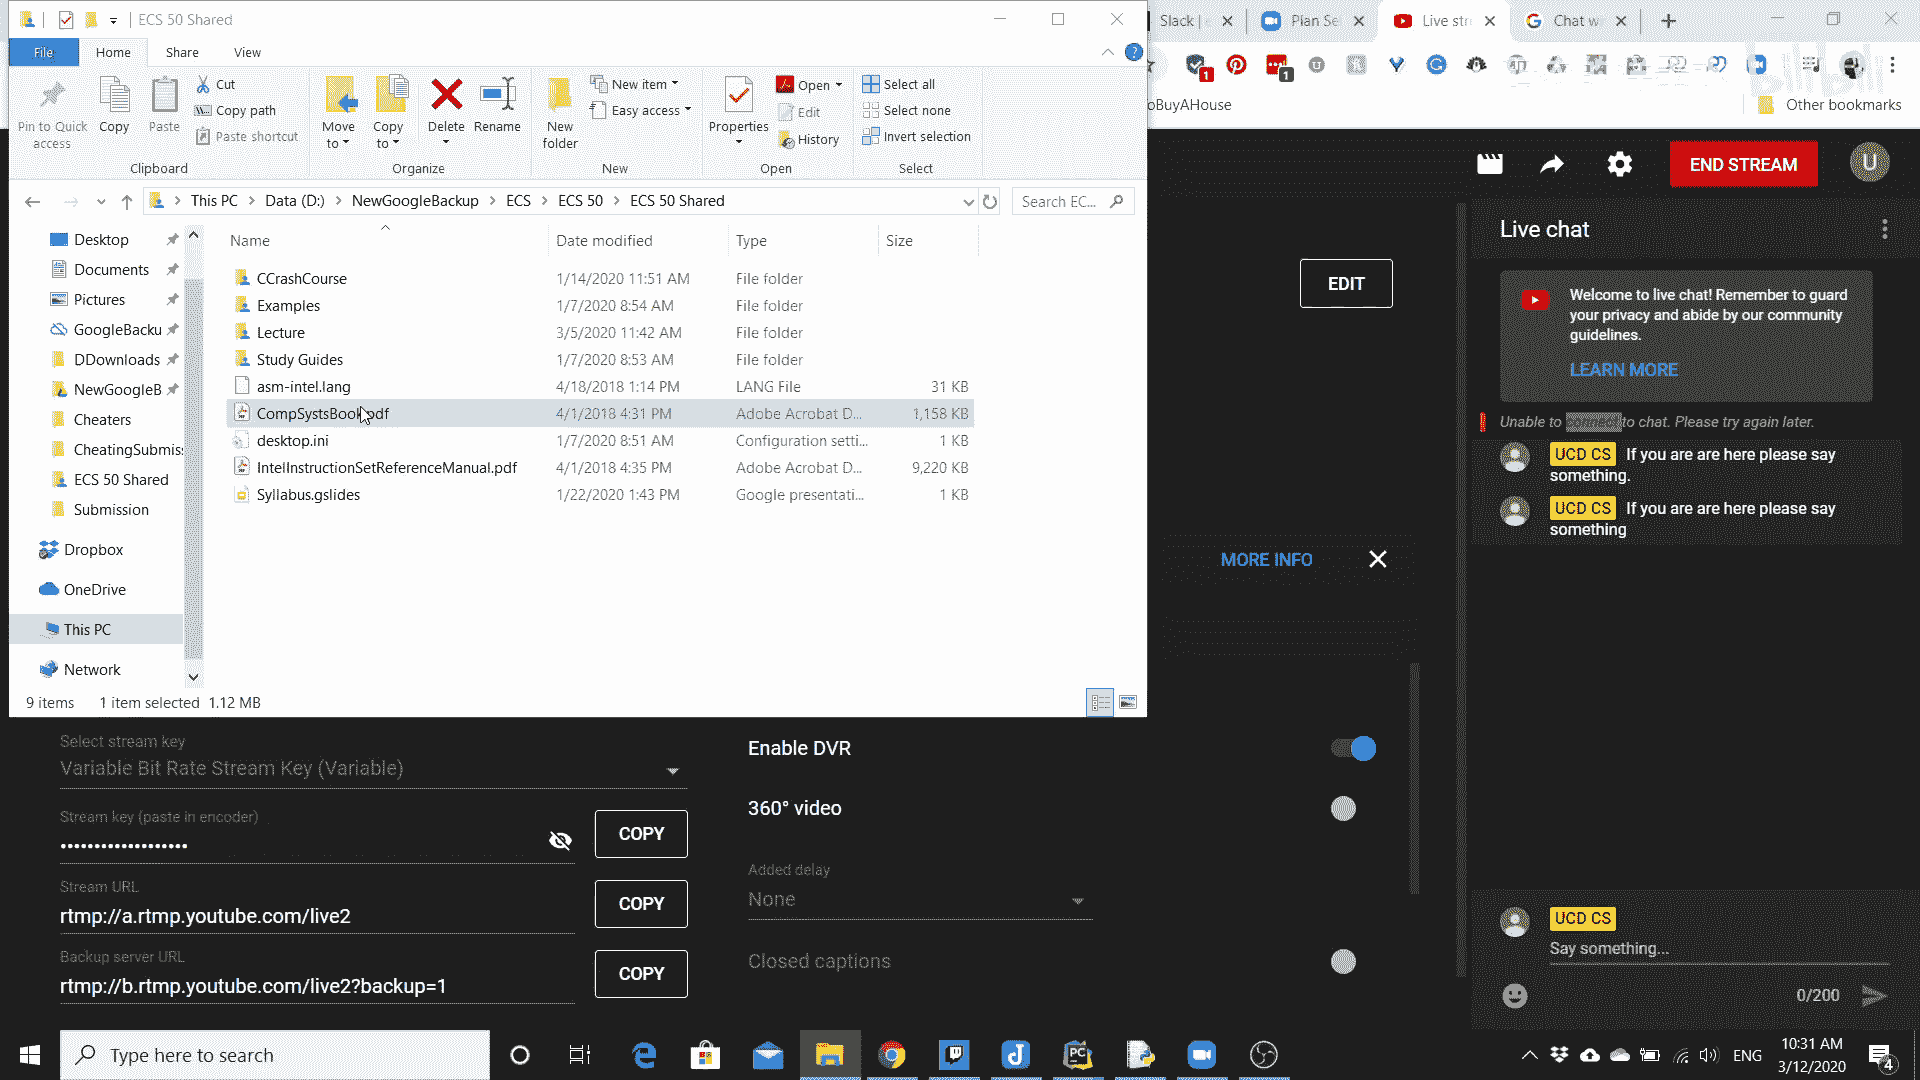 ECS 50 Shared
File Home Share View
Pin to Quick access
Copy
Paste
Cut
Copy path
Paste shortcut
Clipboard
Move to
Copy to
Delete
Rename
Organize
New folder
New item
Easy access
New
Properties
Open
Edit
History
Open
Select all
Select none
Invert selection
Select
This PC > Data (D:) > NewGoogleBackup > ECS > ECS 50 > ECS 50 Shared
Search EC...
Name Date modified Type Size
CCrashCourse 1/14/2020 11:51 AM File folder
Examples 1/7/2020 8:54 AM File folder
Lecture 3/5/2020 11:42 AM File folder
Study Guides 1/7/2020 8:53 AM File folder
asm-intel.lang 4/18/2018 1:14 PM LANG File 31 KB
CompSystsBook.pdf 4/1/2018 4:31 PM Adobe Acrobat D... 1,158 KB
desktop.ini 1/7/2020 8:51 AM Configuration setti... 1 KB
IntelInstructionSetReferenceManual.pdf 4/1/2018 4:35 PM Adobe Acrobat D... 9,220 KB
Syllabus.gslides 1/22/2020 1:43 PM Google presentati... 1 KB
Desktop
Documents
Pictures
GoogleBacku
DDownloads
NewGoogleB
Cheaters
CheatingSubmis
ECS 50 Shared
Submission
Dropbox
OneDrive
This PC
Network
9 items 1 item selected 1.12 MB
Slack | Plan Se Live str Chat w
1 1
oBuyAHouse
Other bookmarks
bilibili
END STREAM
U
EDIT
MORE INFO
Live chat
Welcome to live chat! Remember to guard
your privacy and abide by our community
guidelines.
LEARN MORE
Unable to connect to chat. Please try again later.
UCD CS If you are are here please say
something.
UCD CS If you are are here please say
something
UCD CS
Say something...
0/200
Select stream key
Variable Bit Rate Stream Key (Variable)
Stream key (paste in encoder)
COPY
Stream URL
rtmp://a.rtmp.youtube.com/live2
COPY
Backup server URL
rtmp://b.rtmp.youtube.com/live2?backup=1
COPY
Enable DVR
360° video
Added delay
None
Closed captions
Type here to search
PC
ENG
10:31 AM
3/12/2020
4